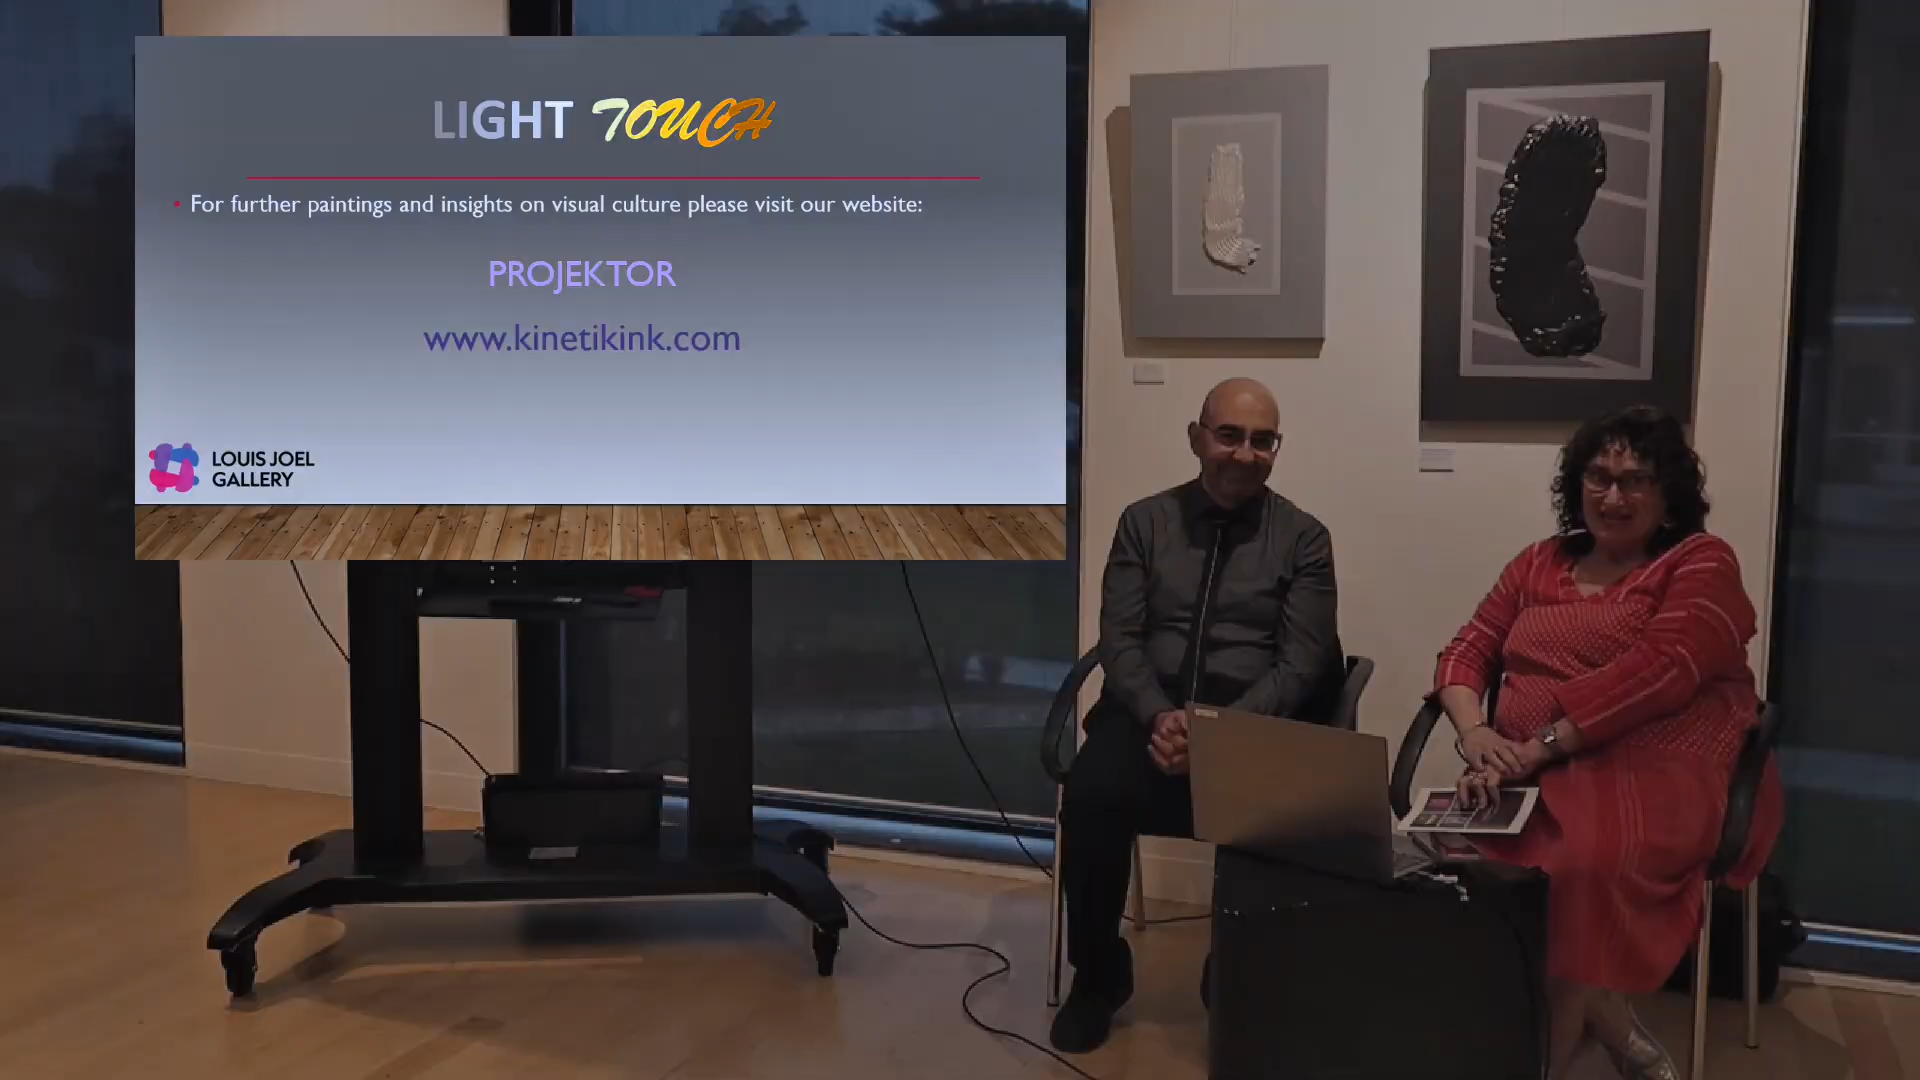 LIGHT TOUCH
• For further paintings and insights on visual culture please visit our website:
PROJEKTOR
www.kinetikink.com
LOUIS JOEL
GALLERY